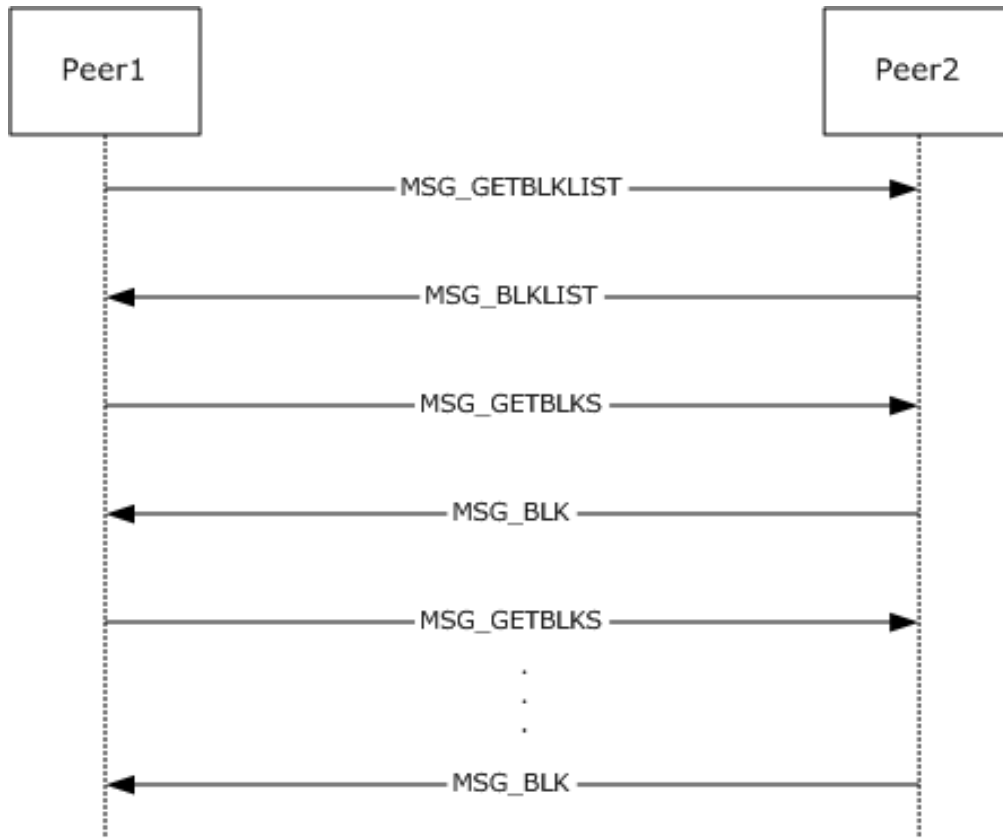 Peer1
Peer2
MSG_GETBLKLIST
MSG_BLKLIST
MSG_GETBLKS
MSG_BLK
MSG_GETBLKS
.
.
.
MSG_BLK